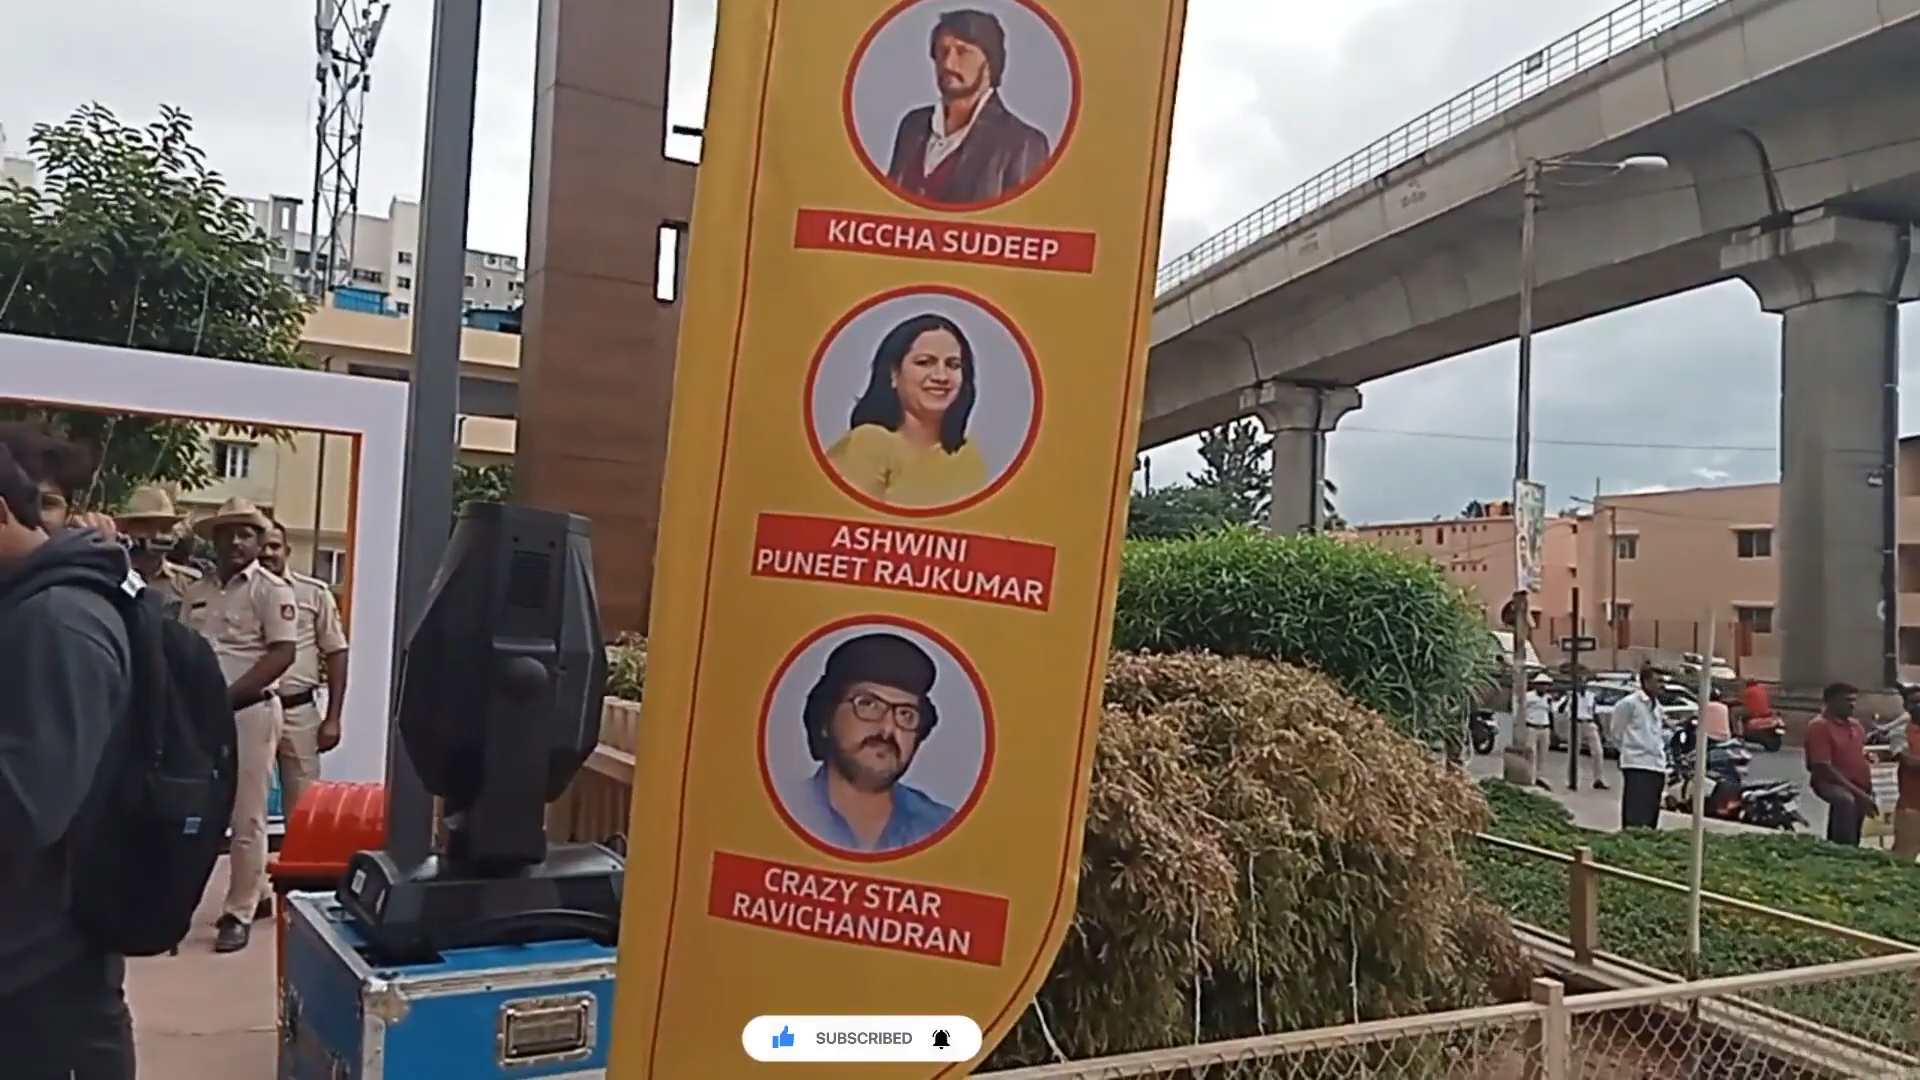 KICCHA SUDEEP
ASHWINI
PUNEET RAJKUMAR
CRAZY STAR
RAVICHANDRAN
SUBSCRIBED